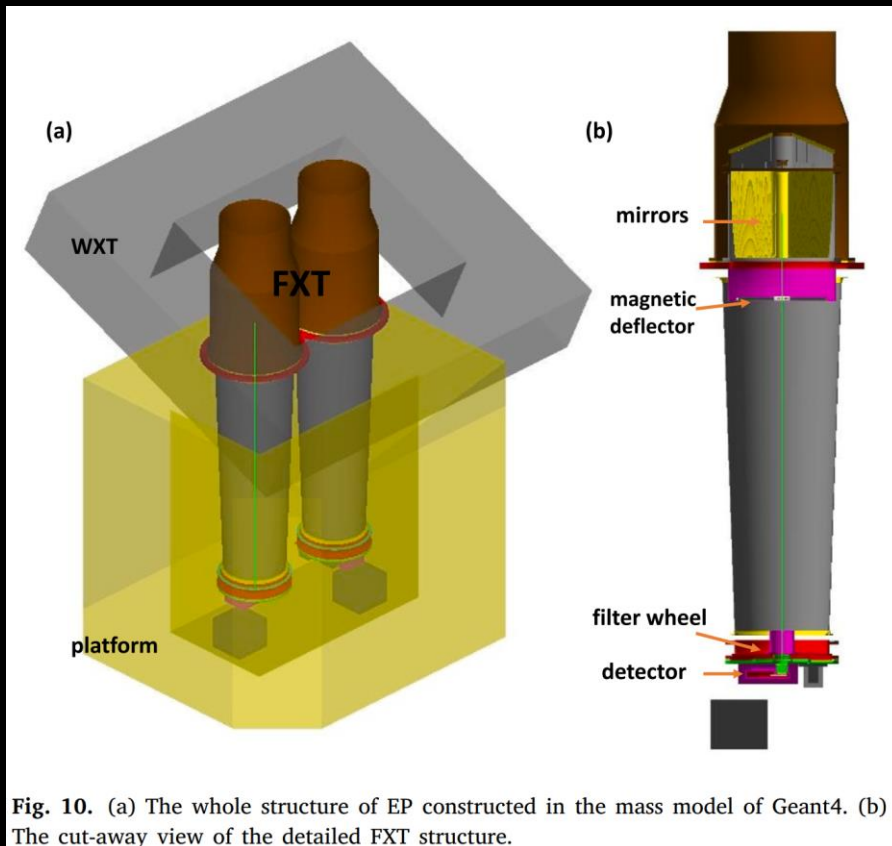 (a)
WXT
FXT
platform
(b)
mirrors
magnetic
deflector
filter wheel
detector
Fig. 10. (a) The whole structure of EP constructed in the mass model of Geant4. (b)
The cut-away view of the detailed FXT structure.